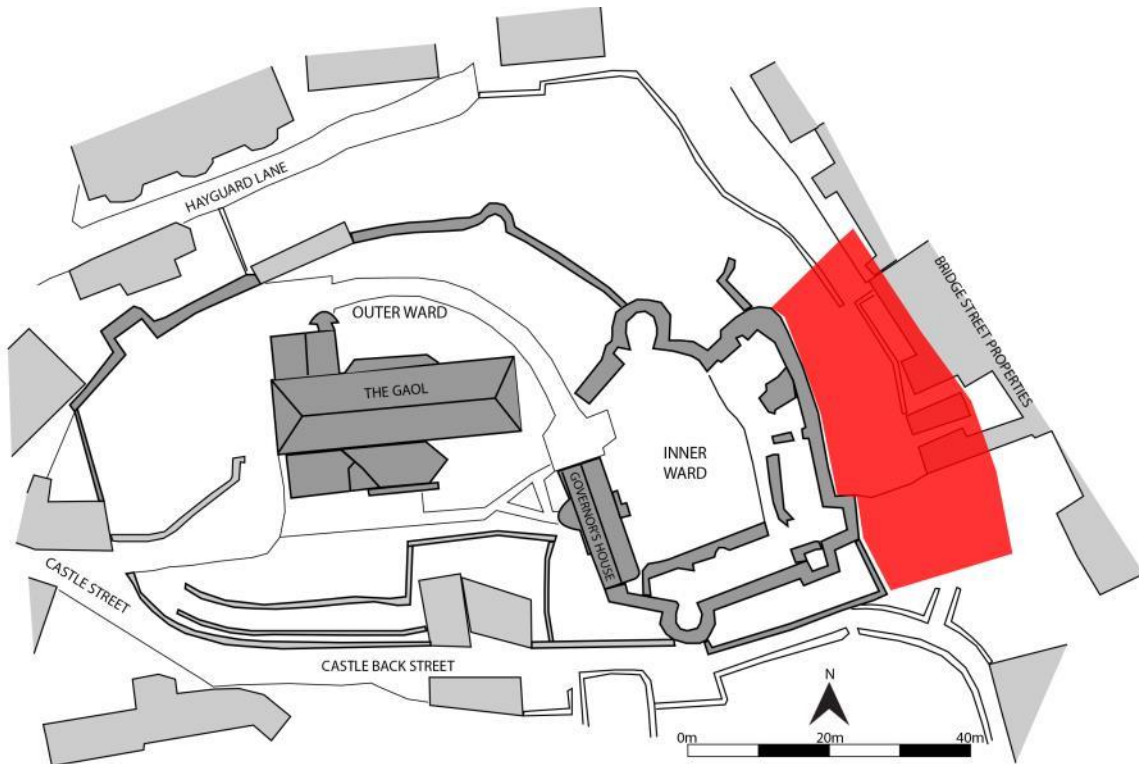 HAYGUARD LANE
OUTER WARD
BRIDGE STREET PROPERTIES
THE GAOL
INNER
WARD
GOVERNOR'S HOUSE
CASTLE STREET
CASTLE BACK STREET
N
0m
20m
40m